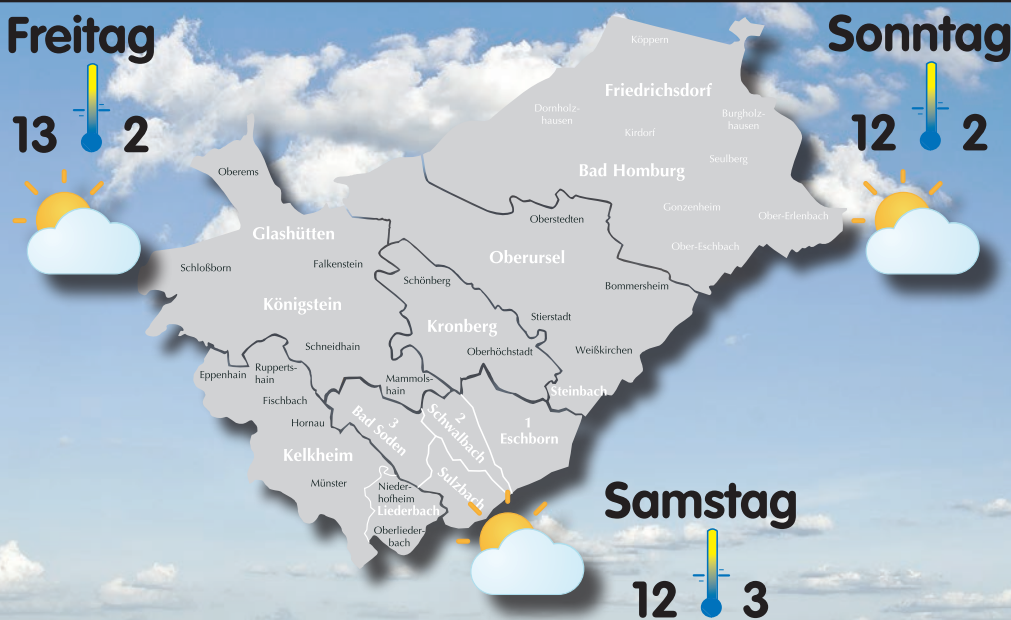 Freitag
13 2
Sonntag
12 2
Köppern
Friedrichsdorf
Dornholz-
hausen
Burgholz-
hausen
Kirdorf
Seulberg
Bad Homburg
Oberems
Gonzenheim
Ober-Erlenbach
Oberstedten
Glashütten
Ober-Eschbach
Oberursel
Schloßborn
Falkenstein
Schönberg
Bommersheim
Königstein
Stierstadt
Kronberg
Schneidhain
Oberhöchstadt
Weißkirchen
Eppenhain
Rupperts-
hain
Mammols-
hain
Steinbach
Fischbach
Hornau
3
Bad Soden
2
Schwalbach
1
Eschborn
Kelkheim
Münster
Sulzbach
Nieder-
hofheim
Liederbach
Oberlieder-
bach
Samstag
12 3